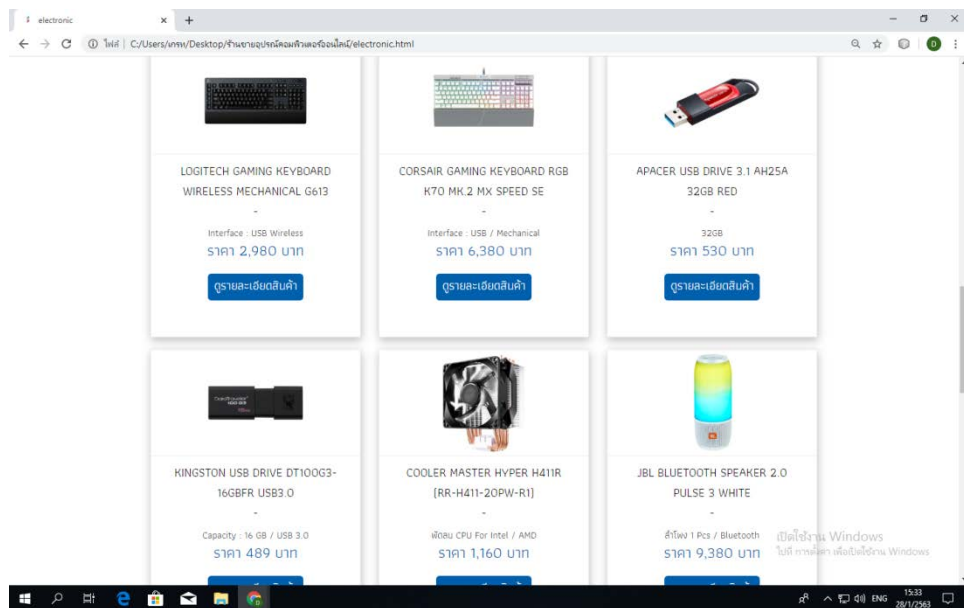 electronic
ไฟล์ | C:/Users/เกรท/Desktop/ร้านขายอุปกรณ์คอมพิวเตอร์ออนไลน์/electronic.html
LOGITECH GAMING KEYBOARD
WIRELESS MECHANICAL G613
-
Interface : USB Wireless
ราคา 2,980 บาท
ดูรายละเอียดสินค้า
CORSAIR GAMING KEYBOARD RGB
K70 MK.2 MX SPEED SE
-
Interface : USB / Mechanical
ราคา 6,380 บาท
ดูรายละเอียดสินค้า
APACER USB DRIVE 3.1 AH25A
32GB RED
-
32GB
ราคา 530 บาท
ดูรายละเอียดสินค้า
KINGSTON USB DRIVE DT100G3-
16GBFR USB3.0
-
Capacity : 16 GB / USB 3.0
ราคา 489 บาท
COOLER MASTER HYPER H411R
[RR-H411-20PW-R1]
-
พัดลม CPU For Intel / AMD
ราคา 1,160 บาท
JBL BLUETOOTH SPEAKER 2.0
PULSE 3 WHITE
-
ลำโพง 1 Pcs / Bluetooth
ราคา 9,380 บาท
เปิดใช้งาน Windows
ไปที่ การตั้งค่า เพื่อเปิดใช้งาน Windows
ENG
15:33
28/1/2563